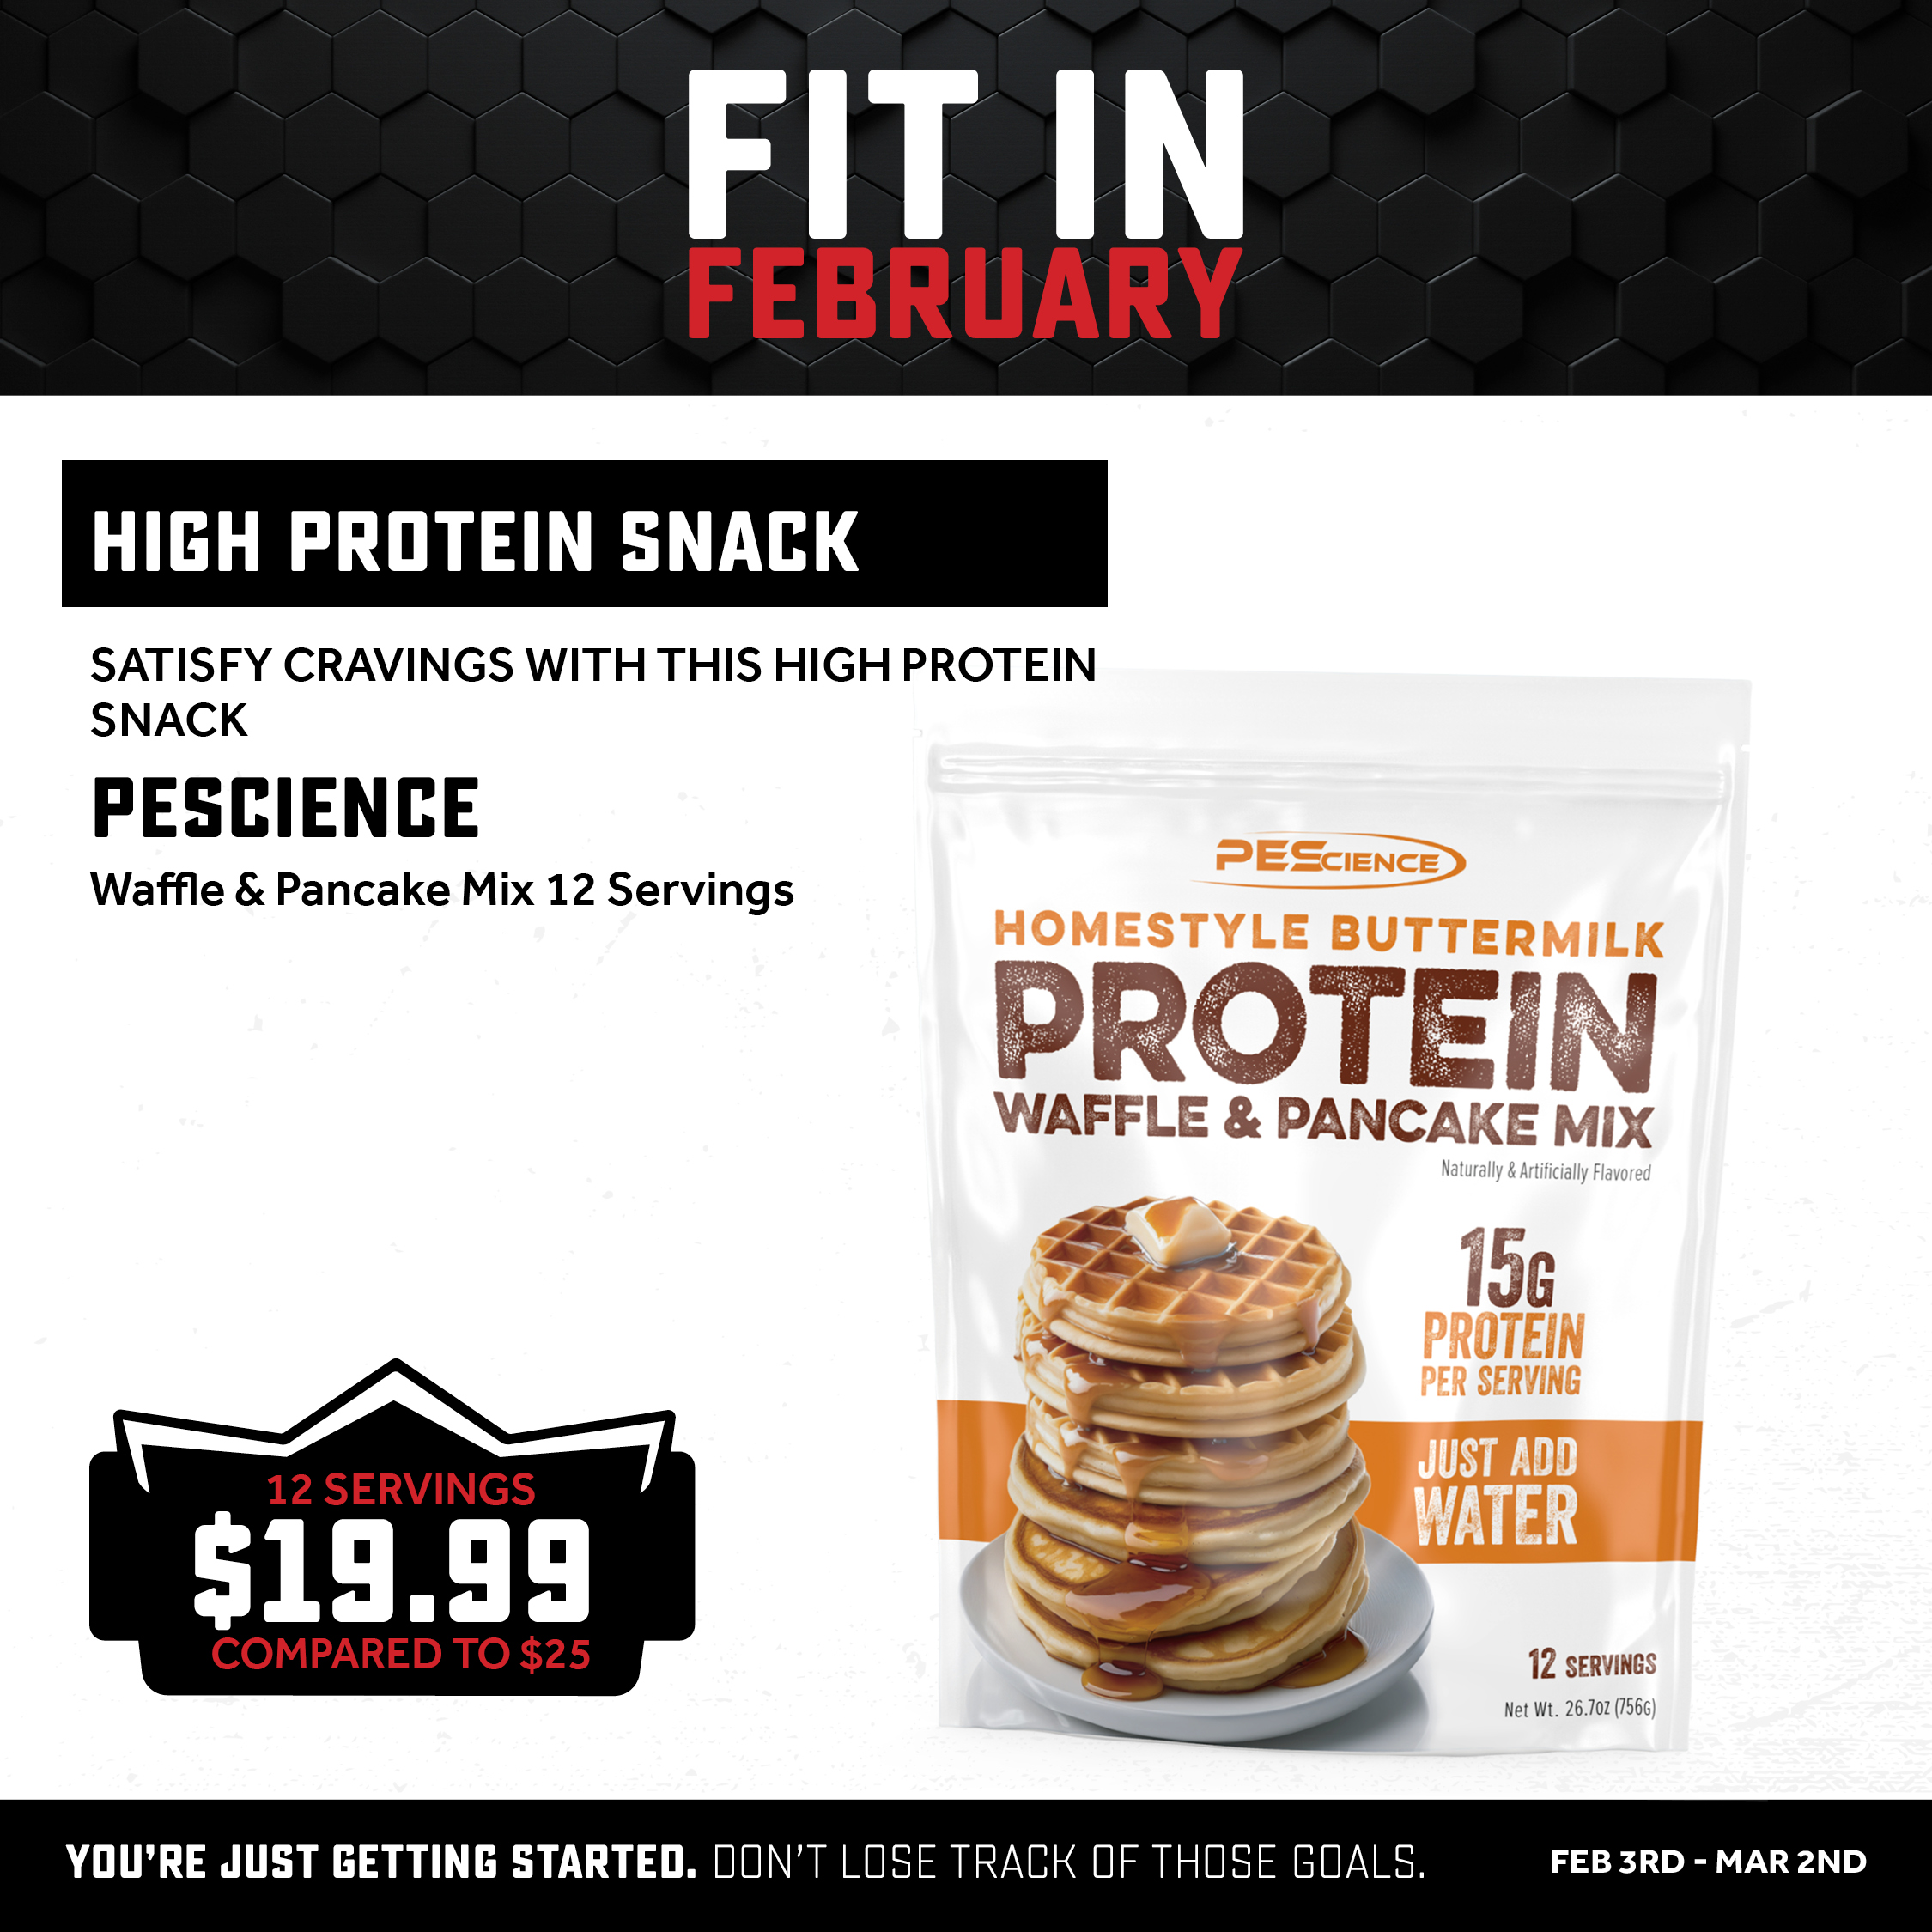 FIT IN
FEBRUARY
HIGH PROTEIN SNACK
SATISFY CRAVINGS WITH THIS HIGH PROTEIN
SNACK
PESCIENCE
Waffle & Pancake Mix 12 Servings
PESCIENCE
HOMESTYLE BUTTERMILK
PROTEIN
WAFFLE & PANCAKE MIX
Naturally & Artificially Flavored
15G
PROTEIN
PER SERVING
JUST ADD
WATER
12 SERVINGS
Net Wt. 26.7oz (756G)
12 SERVINGS
$19.99
COMPARED TO $25
YOU'RE JUST GETTING STARTED. DON'T LOSE TRACK OF THOSE GOALS.
FEB 3RD - MAR 2ND